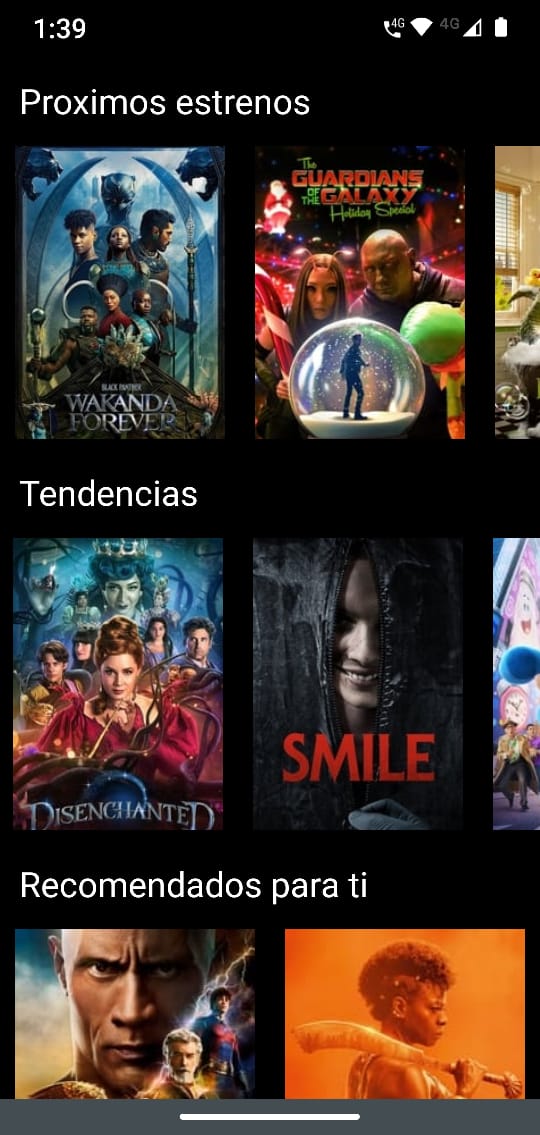 1:39
4G
4G
Proximos estrenos
BLACK PANTHER
WAKANDA
FOREVER
The
GUARDIANS
OF THE GALAXY
Holiday Special
Tendencias
DISENCHANTED
SMILE
Recomendados para ti